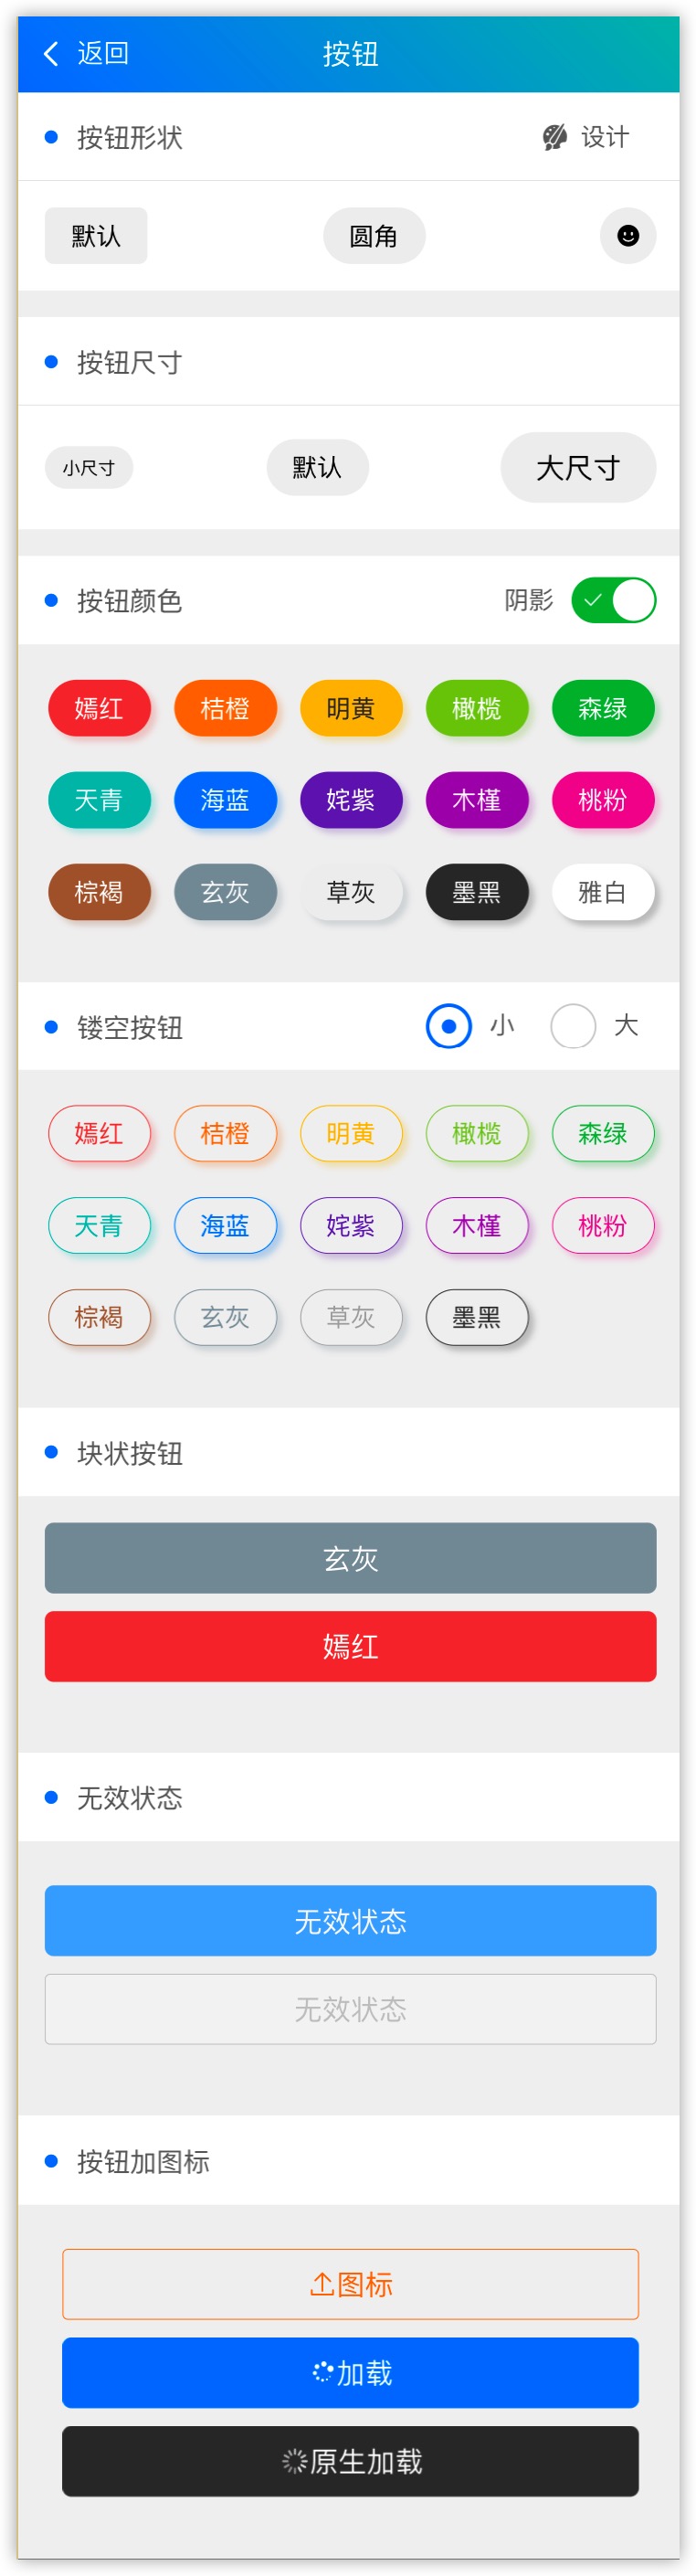 返回 按钮
按钮形状 设计
默认 圆角
按钮尺寸
小尺寸 默认 大尺寸
按钮颜色 阴影
嫣红 桔橙 明黄 橄榄 森绿
天青 海蓝 姹紫 木槿 桃粉
棕褐 玄灰 草灰 墨黑 雅白
镂空按钮 小 大
嫣红 桔橙 明黄 橄榄 森绿
天青 海蓝 姹紫 木槿 桃粉
棕褐 玄灰 草灰 墨黑
块状按钮
玄灰
嫣红
无效状态
无效状态
无效状态
按钮加图标
图标
加载
原生加载